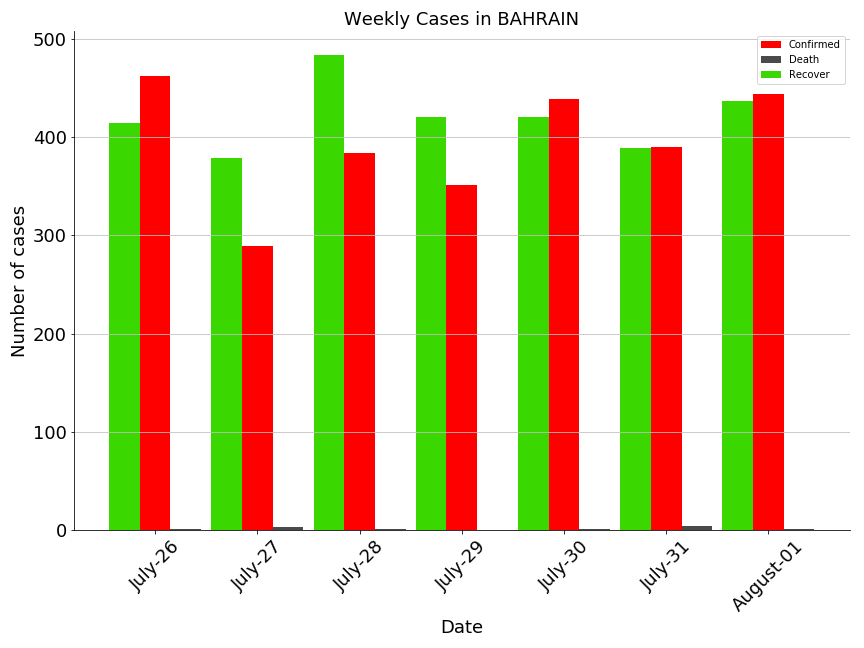 Weekly Cases in BAHRAIN
Confirmed
Death
Recover
Number of cases
500
400
300
200
100
0
July-26
July-27
July-28
July-29
July-30
July-31
August-01
Date